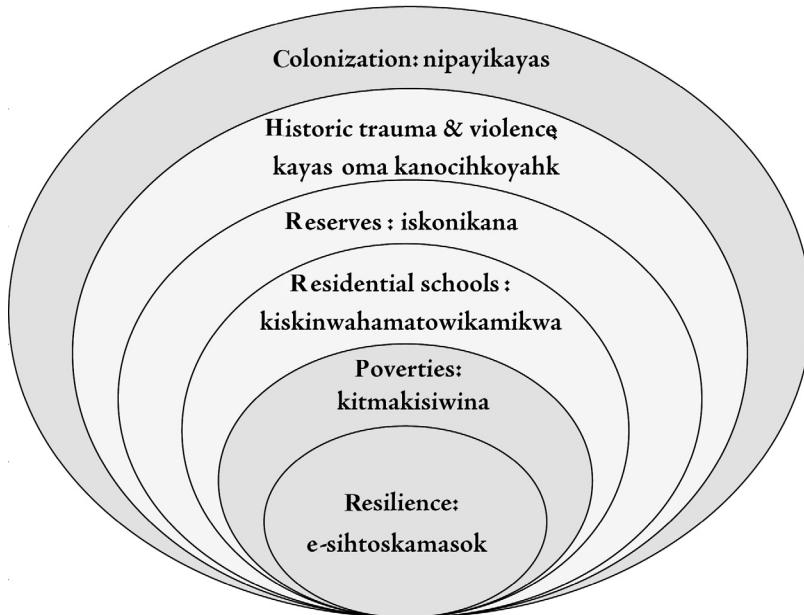 Colonization: nipayikayas
Historic trauma & violence,
kayas oma kanocihkoyahk
Reserves : iskonikana
Residential schools :
kiskinwahamatowikamikwa
Poverties:
kitmakisiwina
Resilience:
e-sihtoskamasok